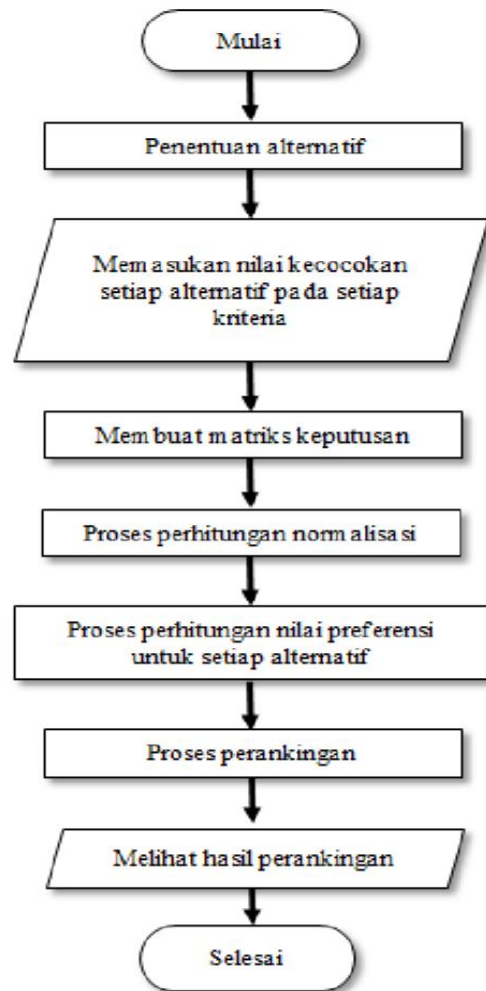 Mulai
Penentuan alternatif
Memasukan nilai kecocokan
setiap alternatif pada setiap
kriteria
Membuat matriks keputusan
Proses perhitungan normalisasi
Proses perhitungan nilai preferensi
untuk setiap alternatif
Proses perankingan
Melihat hasil perankingan
Selesai